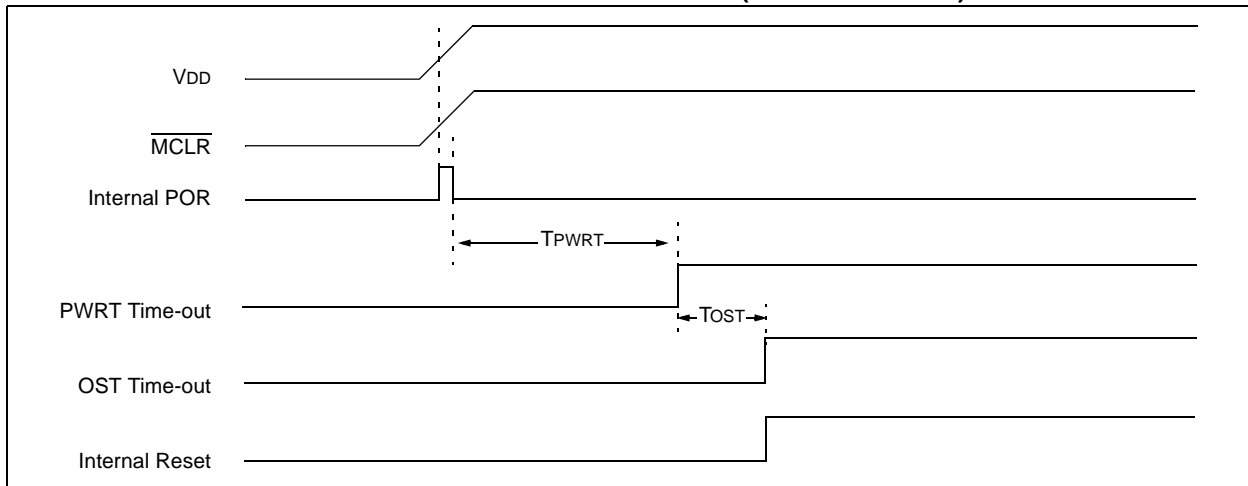 VDD
MCLR
Internal POR
TPWRT
PWRT Time-out
TOST
OST Time-out
Internal Reset